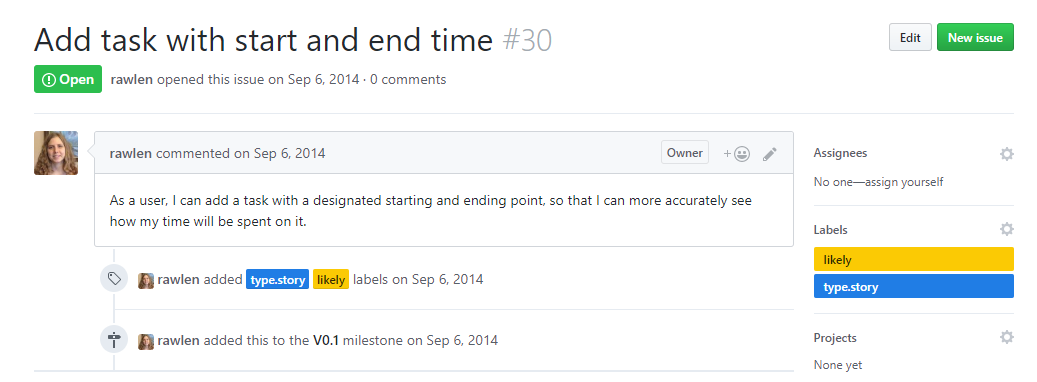 Add task with start and end time #30
Edit
New issue
Open
rawlen opened this issue on Sep 6, 2014 · 0 comments
rawlen commented on Sep 6, 2014
Owner
+
As a user, I can add a task with a designated starting and ending point, so that I can more accurately see
how my time will be spent on it.
rawlen added type.story likely labels on Sep 6, 2014
rawlen added this to the V0.1 milestone on Sep 6, 2014
Assignees
No one—assign yourself
Labels
likely
type.story
Projects
None yet